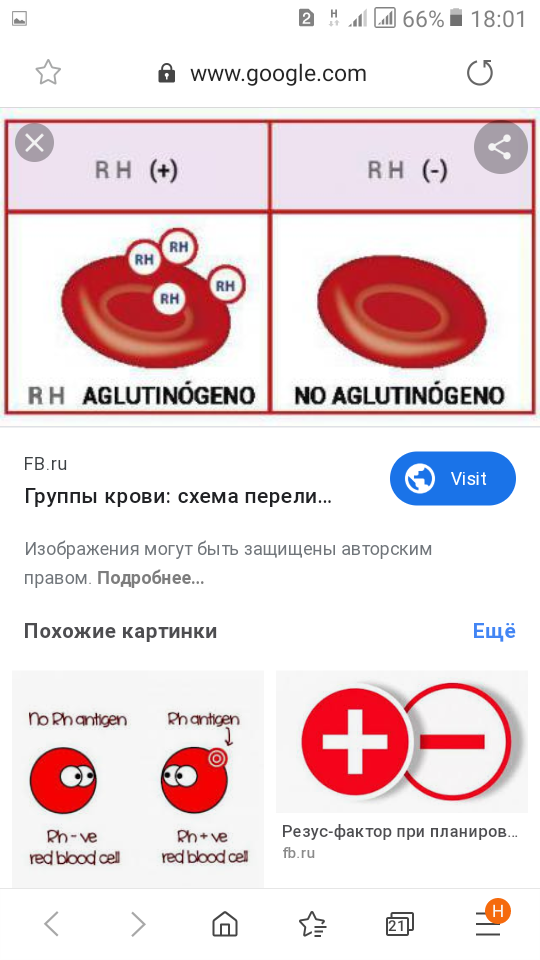 2 H 66% 18:01
www.google.com
RH (+) RH (-)
RH RH RH RH
RH AGLUTINÓGENO NO AGLUTINÓGENO
FB.ru
Visit
Группы крови: схема перели...
Изображения могут быть защищены авторским
правом. Подробнее...
Похожие картинки Ещё
no Rh antigen Rh antigen
Rh - ve Rh + ve
red blood cell red blood cell
Резус-фактор при планиров...
fb.ru
21 H